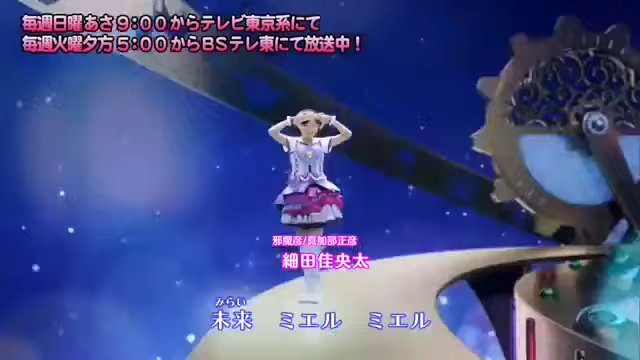 毎週日曜あさ9:00からテレビ東京系にて
毎週火曜夕方5:00からBSテレ東にて放送中！
邪魔彦/真加部正彦
細田佳央太
みらい
未来　ミエル　ミエル